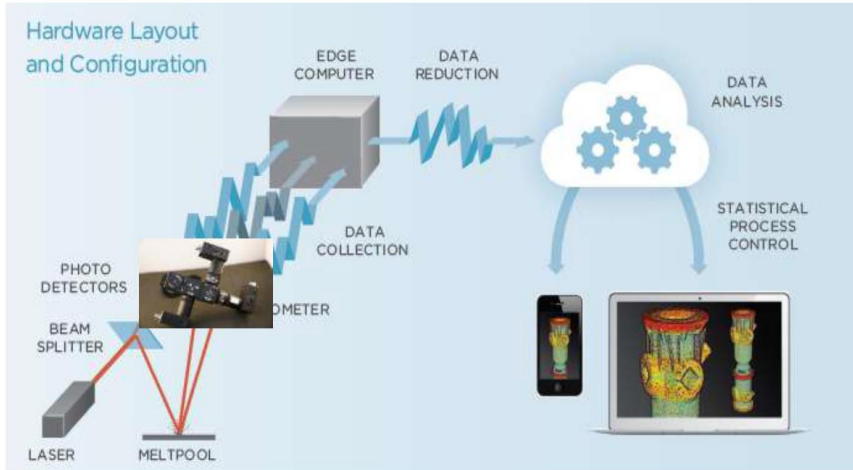 Hardware Layout
and Configuration
EDGE
COMPUTER
DATA
REDUCTION
DATA
ANALYSIS
DATA
COLLECTION
STATISTICAL
PROCESS
CONTROL
PHOTO
DETECTORS
OMETER
BEAM
SPLITTER
LASER
MELTPOOL